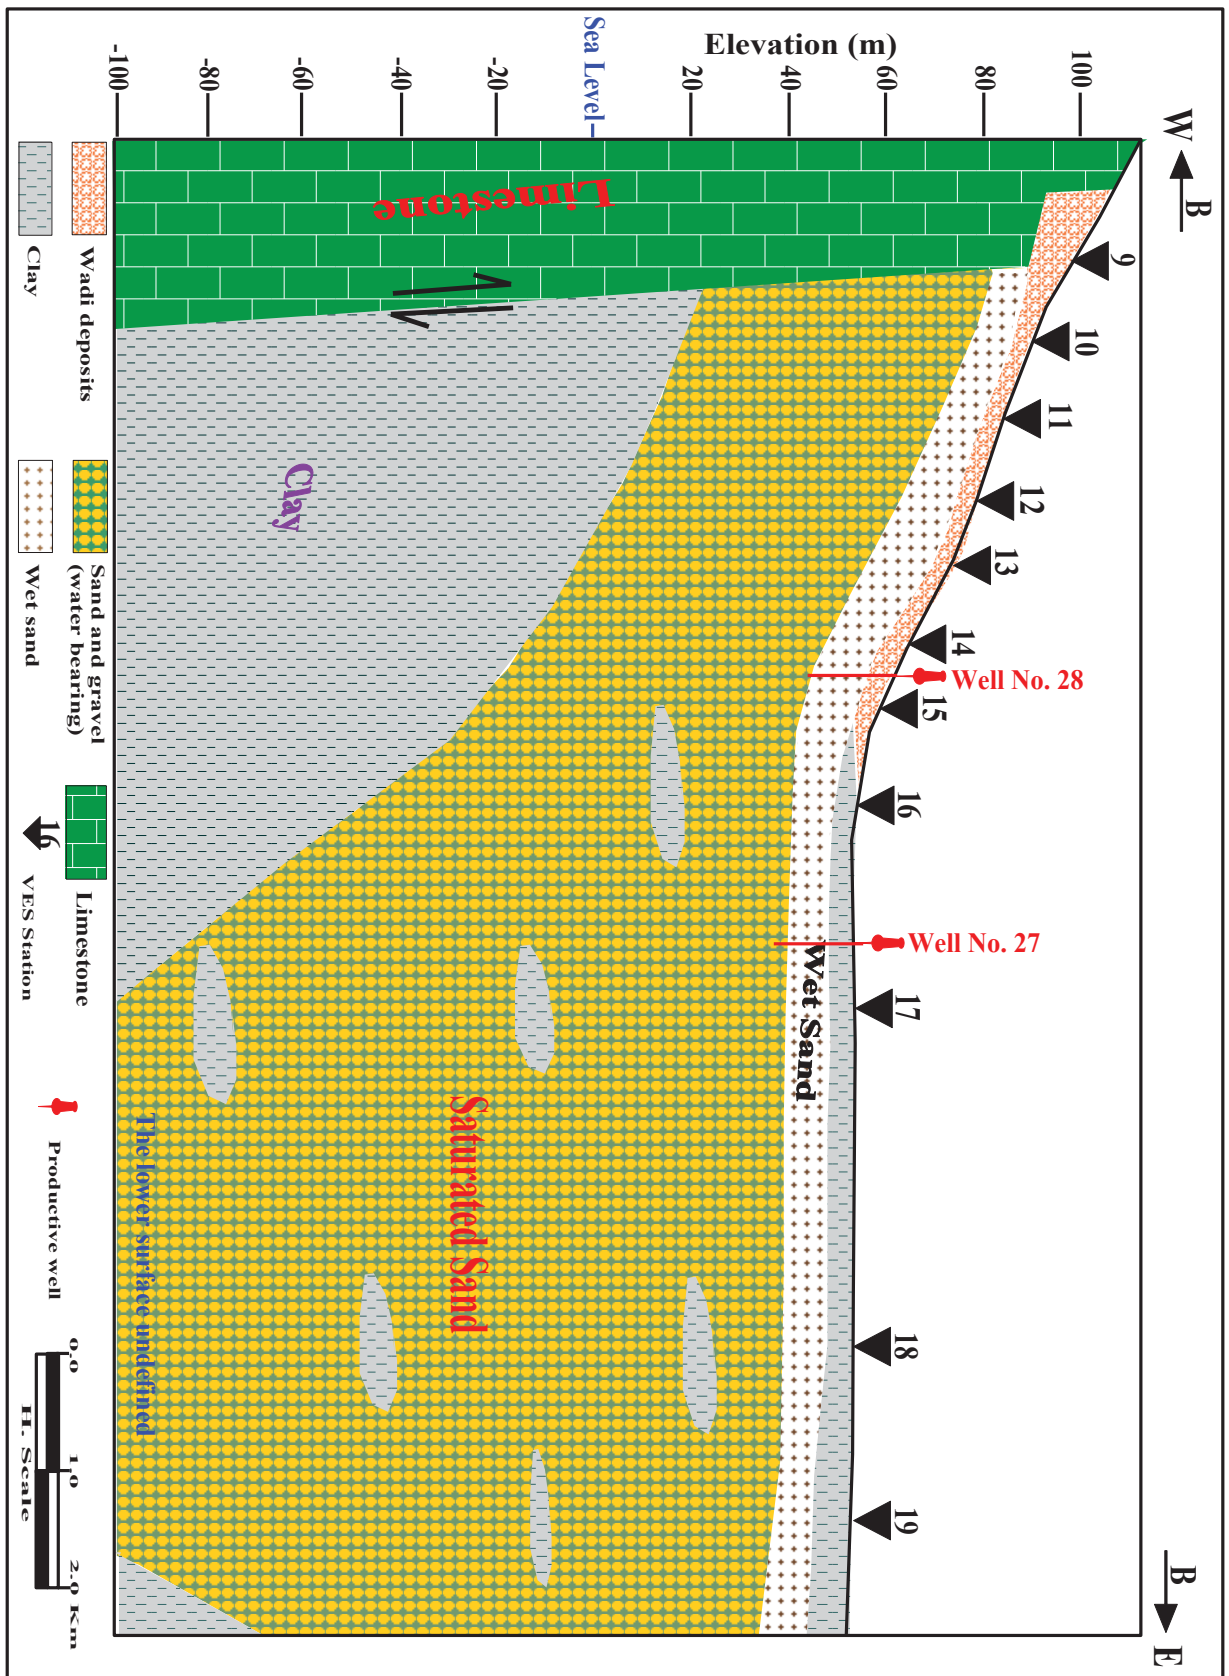 W
B
B
E
Elevation (m)
100
80
60
40
20
Sea Level
-20
-40
-60
-80
-100
9
10
11
12
13
14
15
16
17
18
19
Well No. 28
Well No. 27
Limestone
Clay
Wet Sand
Saturated Sand
The lower surface undefined
Wadi deposits
Sand and gravel
(water bearing)
Limestone
Clay
Wet sand
16
VES Station
Productive well
0.0
1.0
2.0 Km
H. Scale